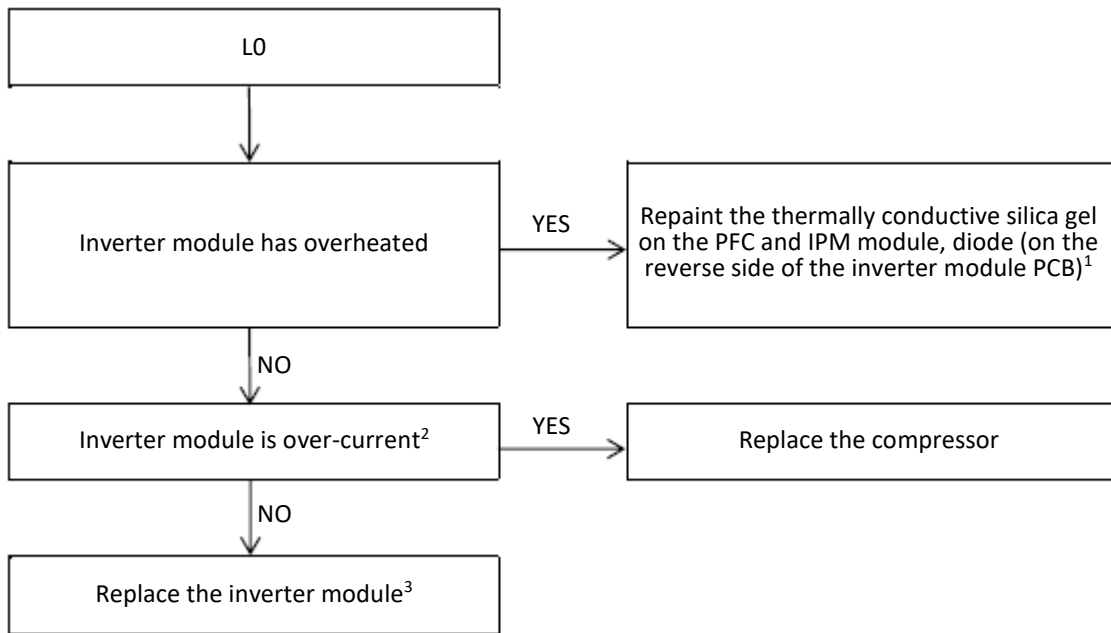 L0
Inverter module has overheated
YES
Repaint the thermally conductive silica gel
on the PFC and IPM module, diode (on the
reverse side of the inverter module PCB)1
NO
Inverter module is over-current2
YES
Replace the compressor
NO
Replace the inverter module3